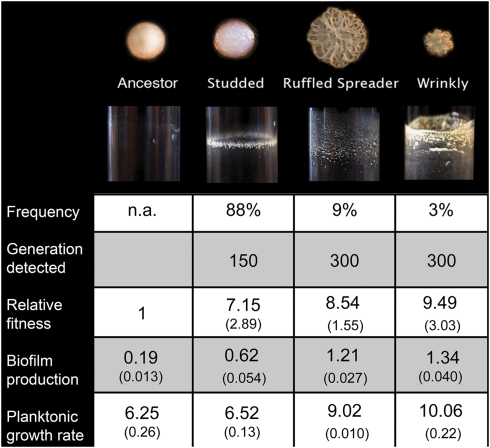 Ancestor Studded Ruffled Spreader Wrinkly
Frequency n.a. 88% 9% 3%
Generation
detected 150 300 300
Relative
fitness 1 7.15 8.54 9.49
(2.89) (1.55) (3.03)
Biofilm
production 0.19 0.62 1.21 1.34
(0.013) (0.054) (0.027) (0.040)
Planktonic
growth rate 6.25 6.52 9.02 10.06
(0.26) (0.13) (0.010) (0.22)